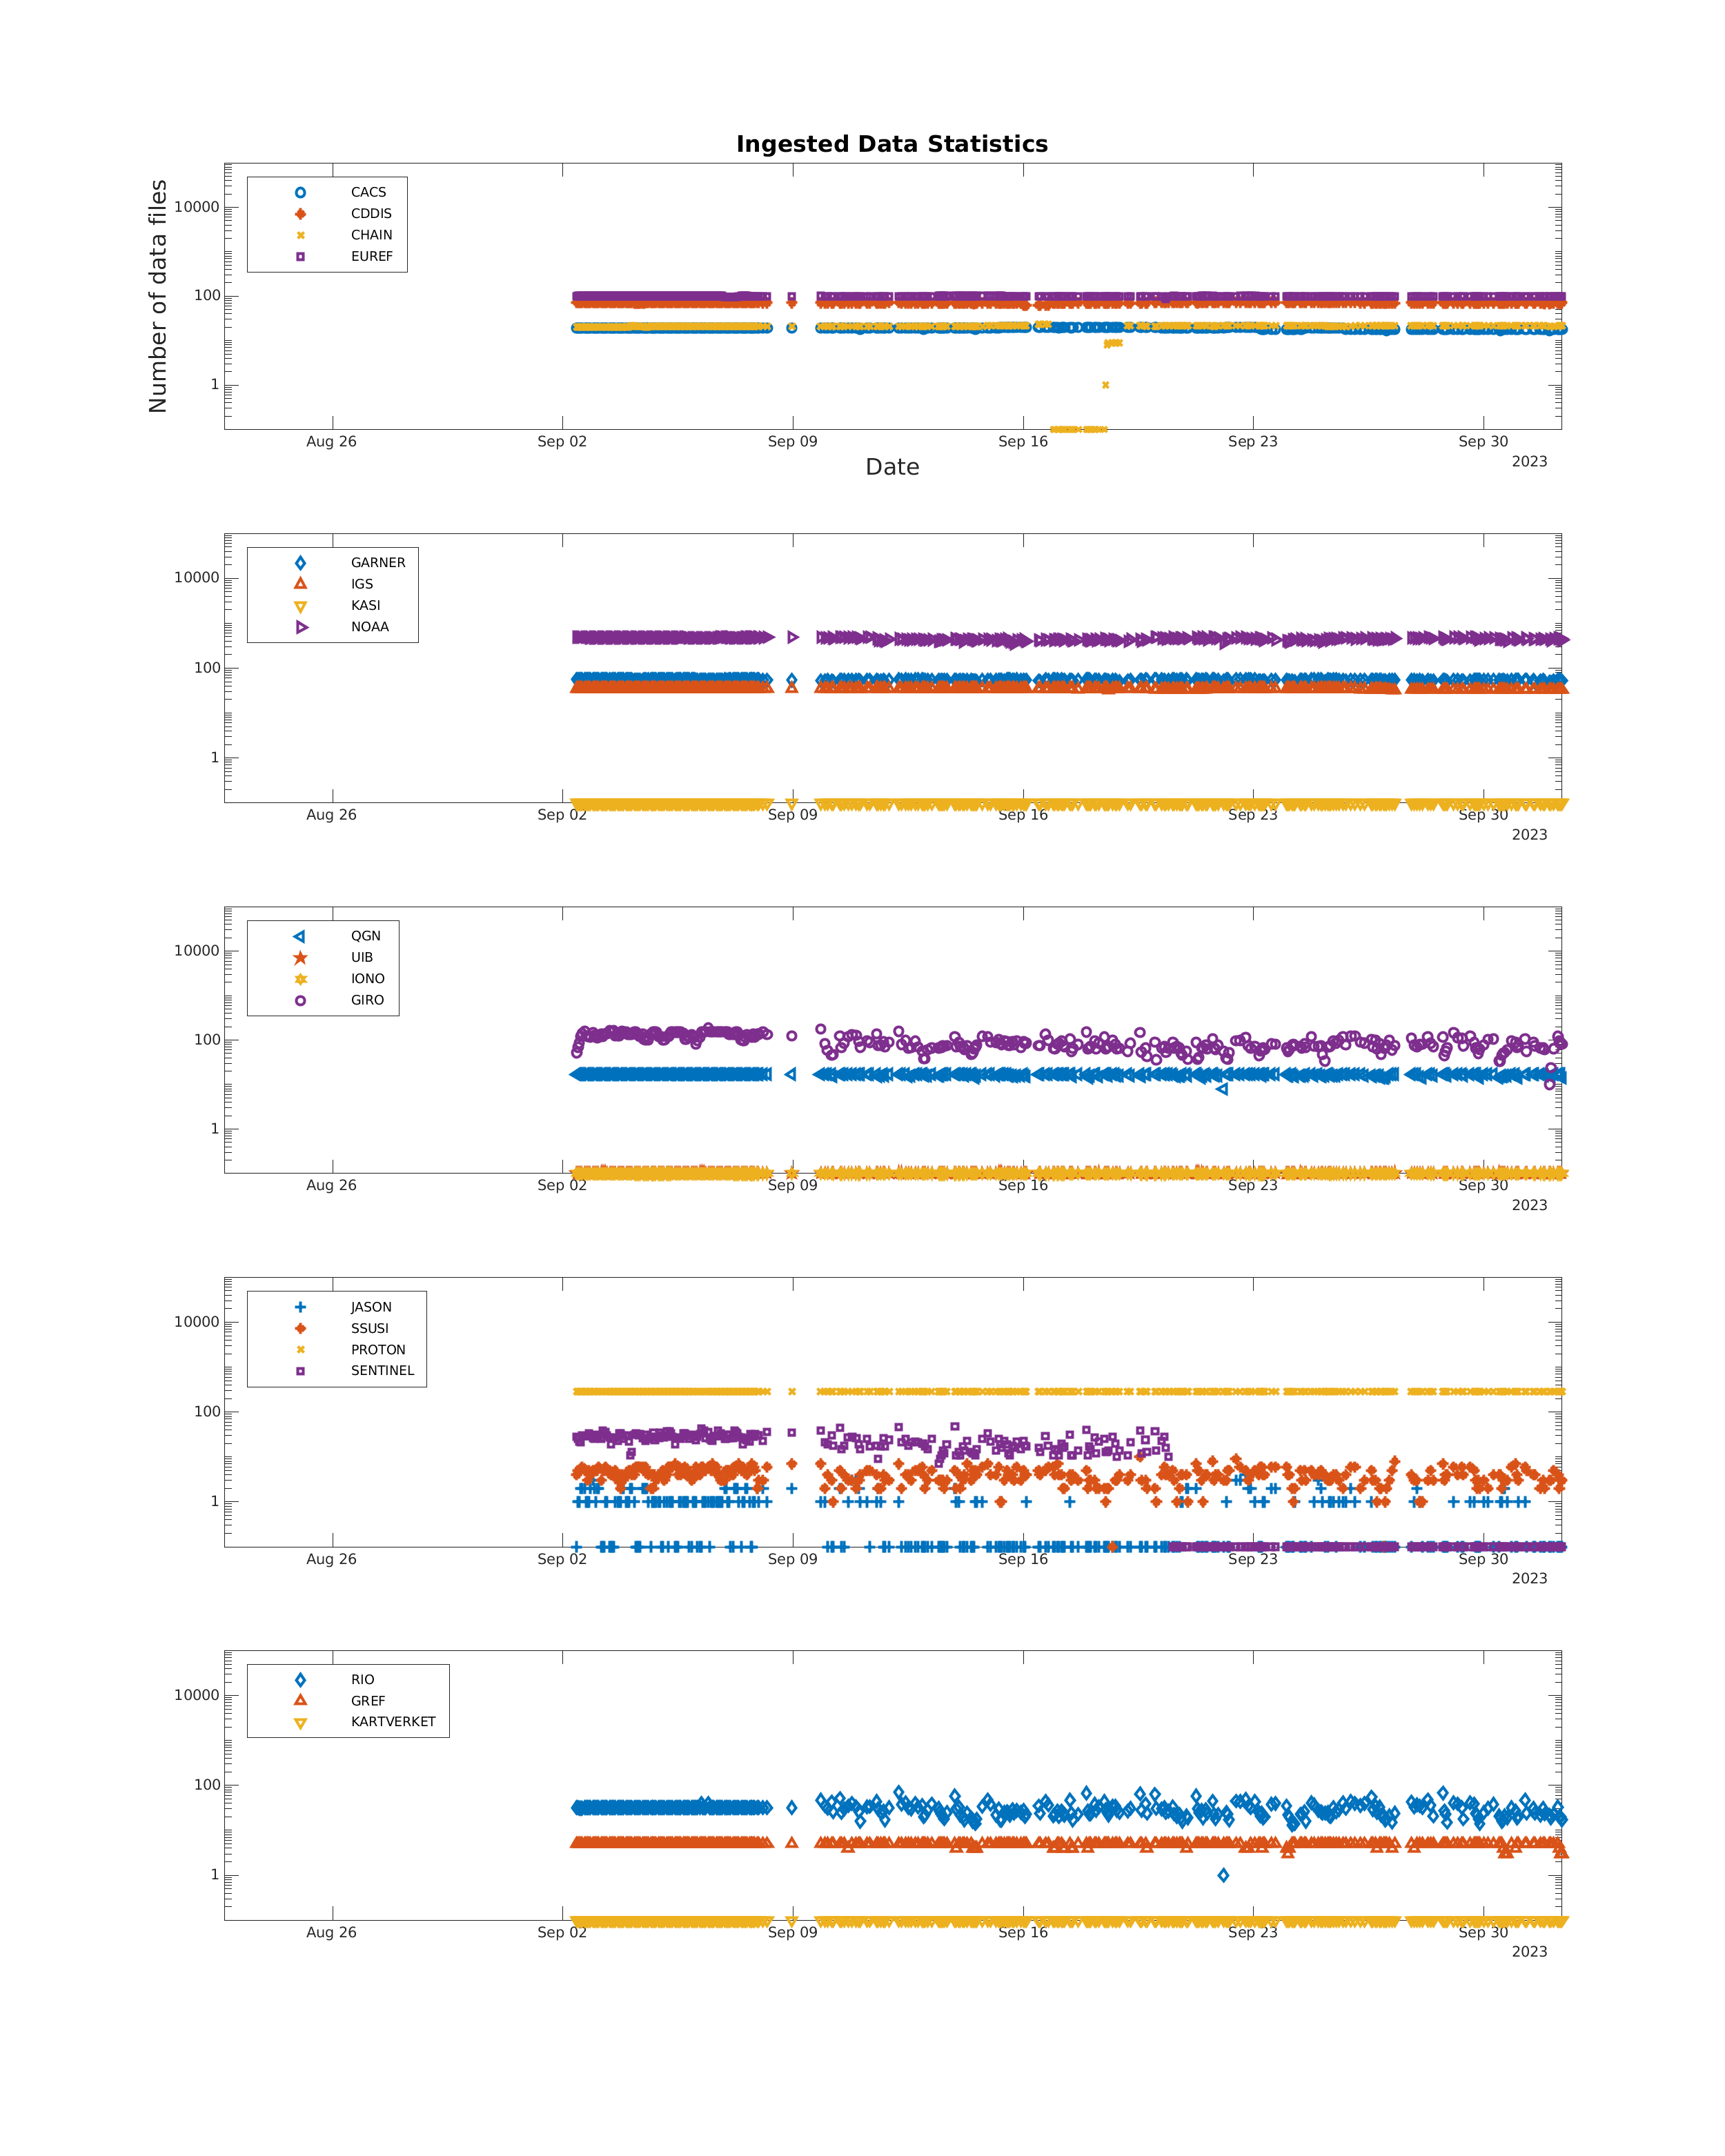 Ingested Data Statistics
Number of data files
10000
100
1
CACS
CDDIS
CHAIN
EUREF
Aug 26 Sep 02 Sep 09 Sep 16 Sep 23 Sep 30
2023
Date
10000
100
1
GARNER
IGS
KASI
NOAA
Aug 26 Sep 02 Sep 09 Sep 16 Sep 23 Sep 30
2023
10000
100
1
QGN
UIB
IONO
GIRO
Aug 26 Sep 02 Sep 09 Sep 16 Sep 23 Sep 30
2023
10000
100
1
JASON
SSUSI
PROTON
SENTINEL
Aug 26 Sep 02 Sep 09 Sep 16 Sep 23 Sep 30
2023
10000
100
1
RIO
GREF
KARTVERKET
Aug 26 Sep 02 Sep 09 Sep 16 Sep 23 Sep 30
2023